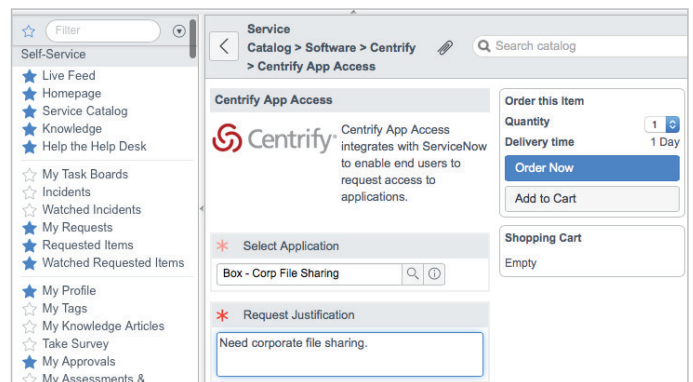 Filter
Self-Service
Live Feed
Homepage
Service Catalog
Knowledge
Help the Help Desk
My Task Boards
Incidents
Watched Incidents
My Requests
Requested Items
Watched Requested Items
My Profile
My Tags
My Knowledge Articles
Take Survey
My Approvals
My Assessments &
Service
Catalog > Software > Centrify
> Centrify App Access
Search catalog
Centrify App Access
Centrify
Centrify App Access
integrates with ServiceNow
to enable end users to
request access to
applications.
Select Application
Box - Corp File Sharing
Request Justification
Need corporate file sharing.
Order this Item
Quantity 1
Delivery time 1 Day
Order Now
Add to Cart
Shopping Cart
Empty